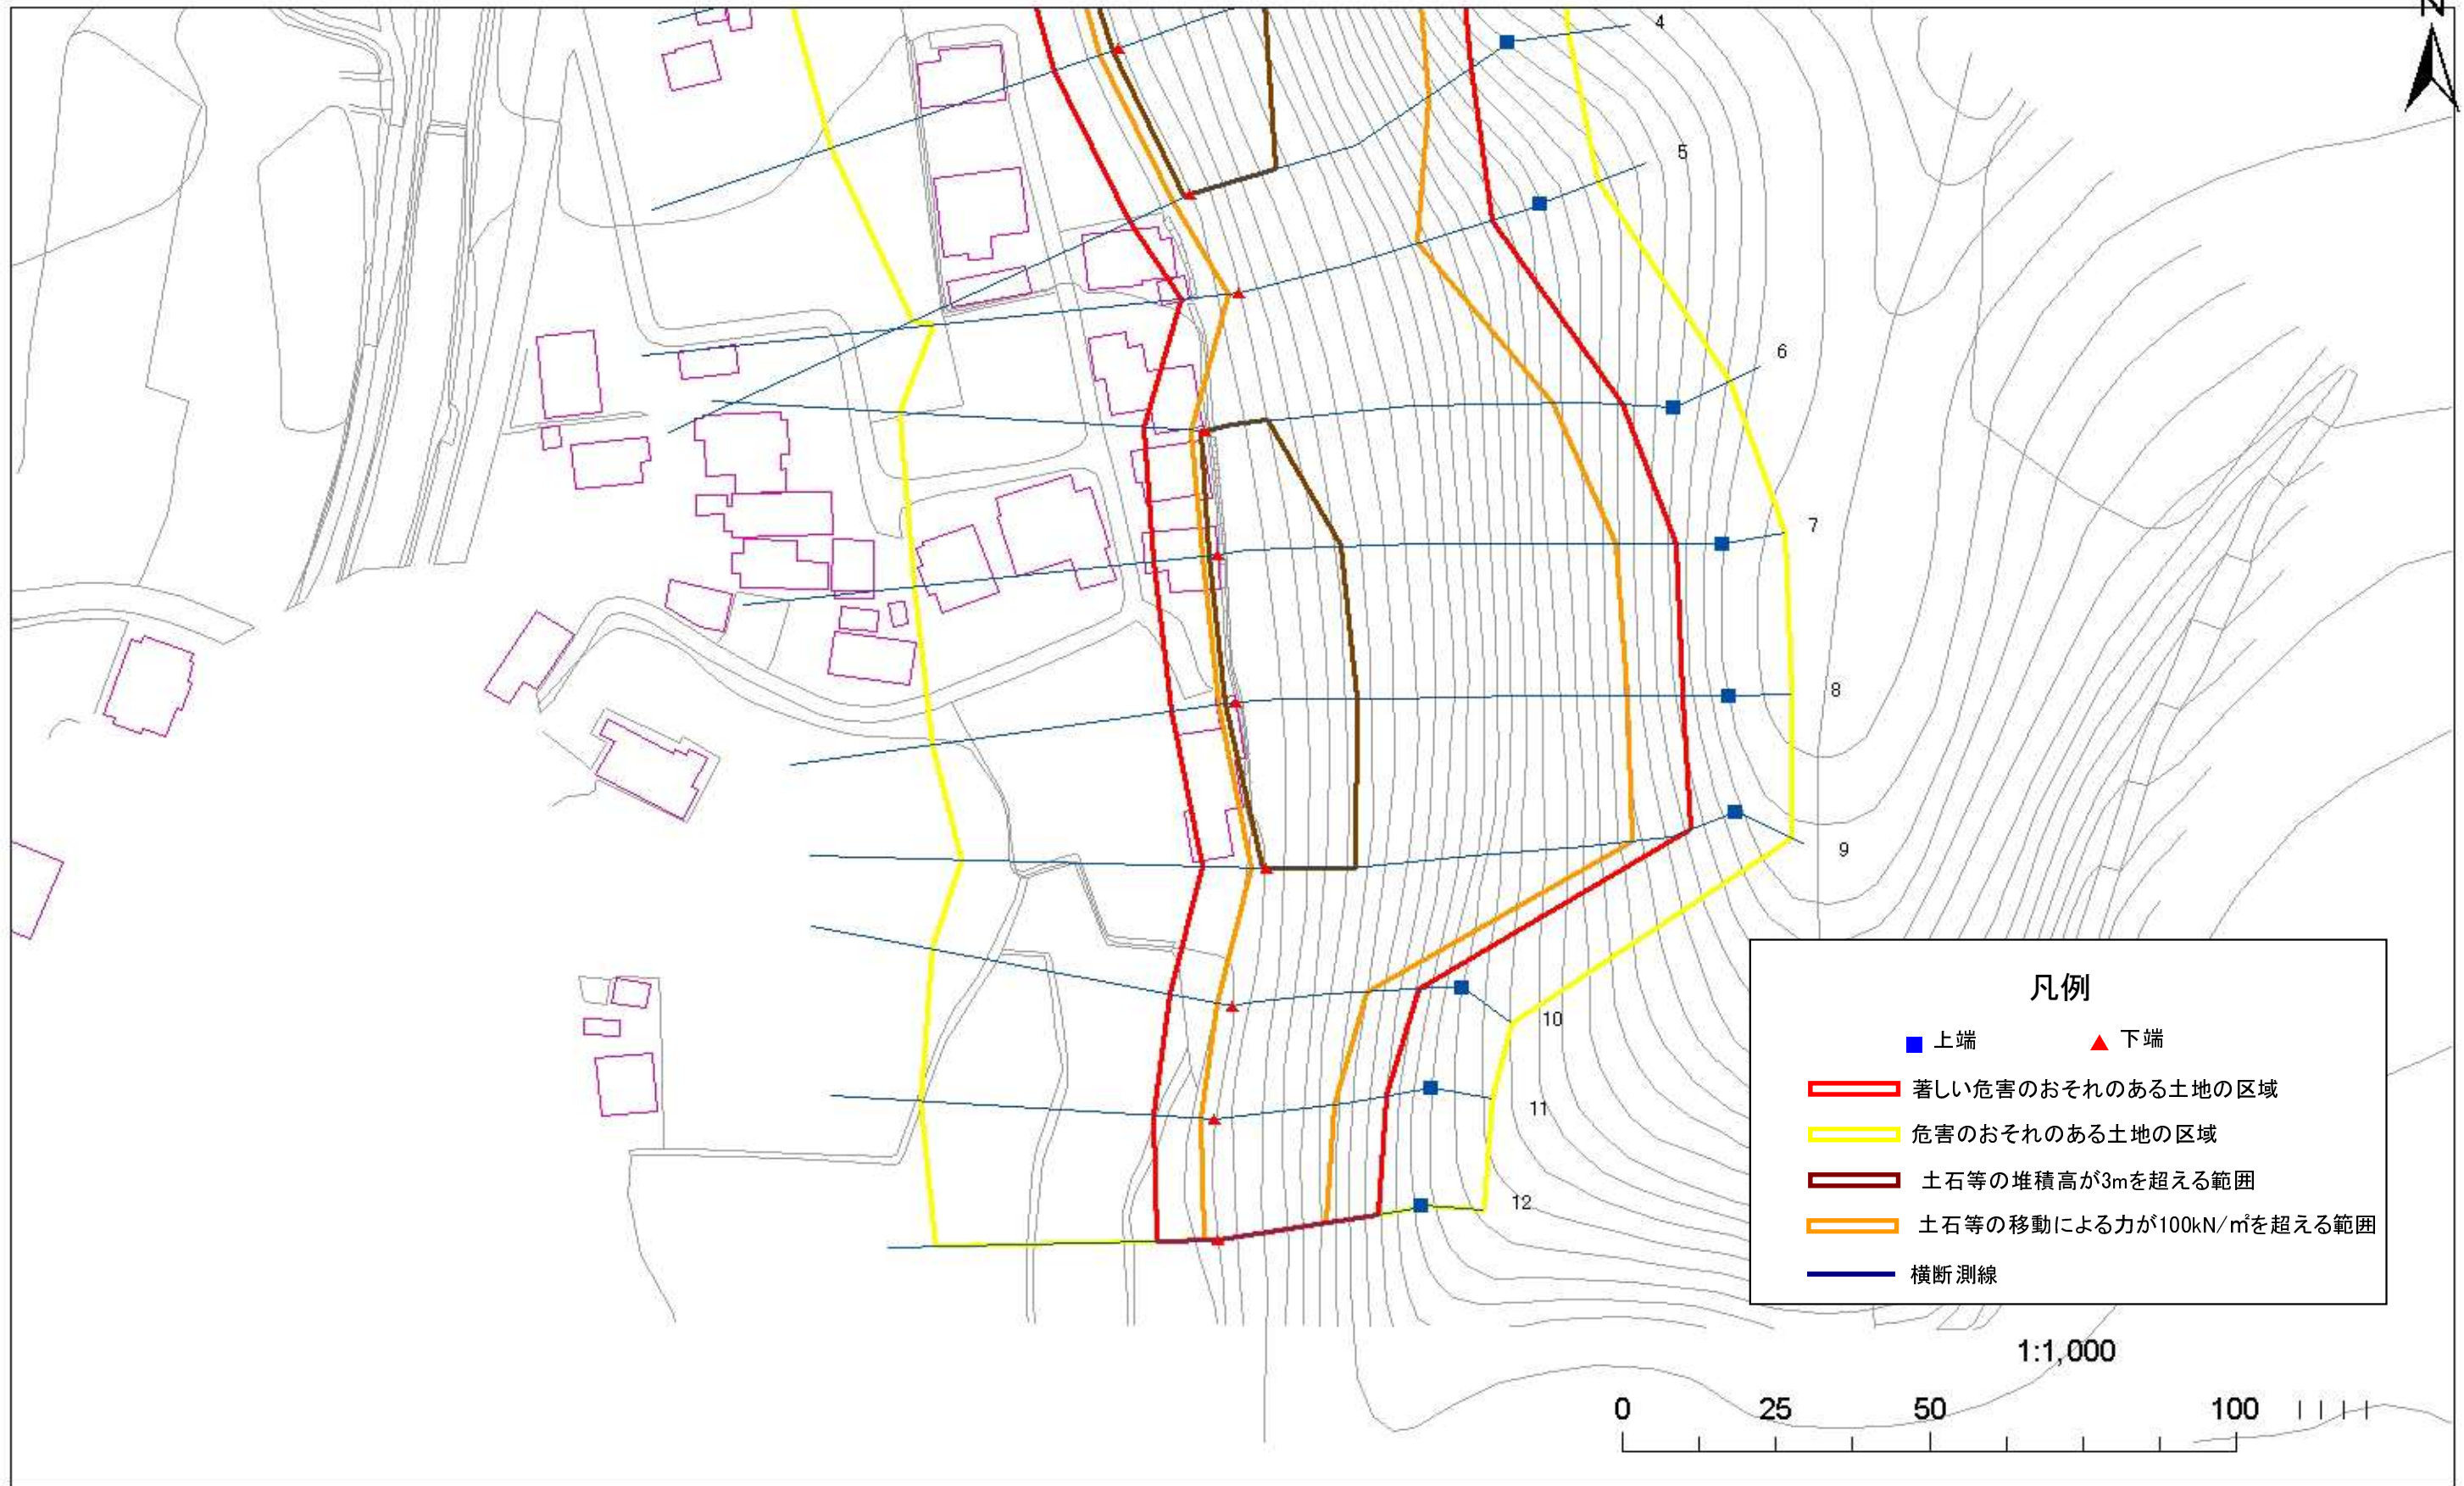 N
4
5
6
7
8
9
10
11
12
凡例
上端 下端
著しい危害のおそれのある土地の区域
危害のおそれのある土地の区域
土石等の堆積高が3mを超える範囲
土石等の移動による力が100kN/㎡を超える範囲
横断測線
1:1,000
0 25 50 100